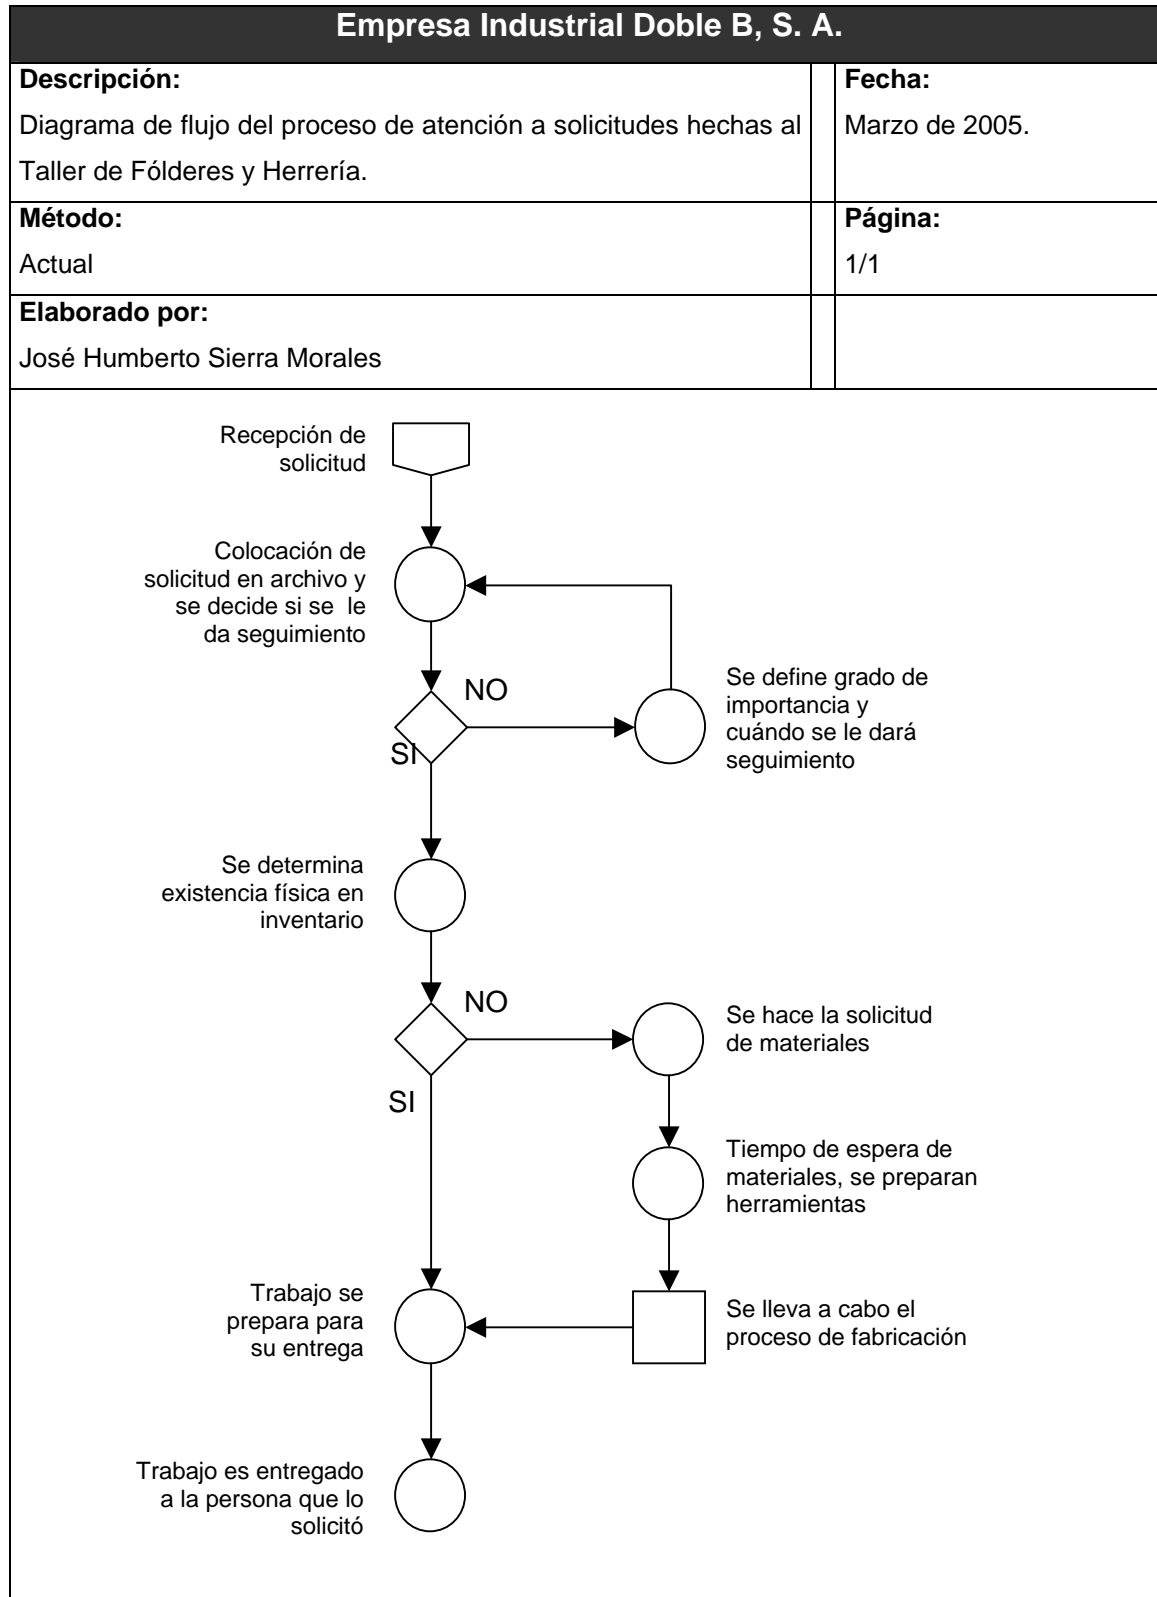 Empresa Industrial Doble B, S. A.
Descripción:
Diagrama de flujo del proceso de atención a solicitudes hechas al
Taller de Fólderes y Herrería.
Fecha:
Marzo de 2005.
Método:
Actual
Página:
1/1
Elaborado por:
José Humberto Sierra Morales
Recepción de
solicitud
Colocación de
solicitud en archivo y
se decide si se le
da seguimiento
NO
SI
Se define grado de
importancia y
cuándo se le dará
seguimiento
Se determina
existencia física en
inventario
NO
SI
Se hace la solicitud
de materiales
Tiempo de espera de
materiales, se preparan
herramientas
Se lleva a cabo el
proceso de fabricación
Trabajo se
prepara para
su entrega
Trabajo es entregado
a la persona que lo
solicitó